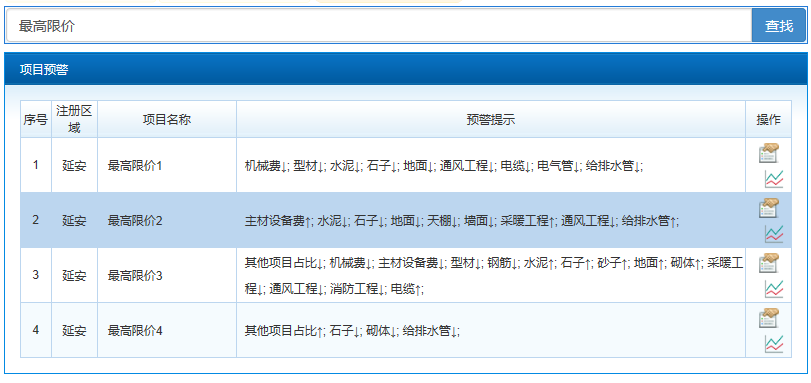 最高限价 查找
项目预警
序号 注册区域 项目名称 预警提示 操作
1 延安 最高限价1 机械费↓; 型材↓; 水泥↓; 石子↓; 地面↓; 通风工程↓; 电缆↓; 电气管↓; 给排水管↓;
2 延安 最高限价2 主材设备费↑; 水泥↓; 石子↓; 地面↓; 天棚↓; 墙面↓; 采暖工程↑; 通风工程↓; 给排水管↑;
3 延安 最高限价3 其他项目占比↓; 机械费↓; 主材设备费↓; 型材↓; 钢筋↓; 水泥↑; 石子↑; 砂子↑; 地面↑; 砌体↑; 采暖工
程↓; 通风工程↓; 消防工程↓; 电缆↑;
4 延安 最高限价4 其他项目占比↑; 石子↓; 砌体↓; 给排水管↓;